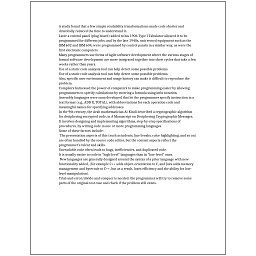 A study found that a few simple readability transformations made code shorter and
drastically reduced the time to understand it.
Later a control panel (plug board) added to his 1906 Type I Tabulator allowed it to be
programmed for different jobs, and by the late 1940s, unit record equipment such as the
IBM 602 and IBM 604, were programmed by control panels in a similar way, as were the
first electronic computers.
Many programmers use forms of Agile software development where the various stages of
formal software development are more integrated together into short cycles that take a few
weeks rather than years.
Use of a static code analysis tool can help detect some possible problems.
Use of a static code analysis tool can help detect some possible problems.
Also, specific user environment and usage history can make it difficult to reproduce the
problem.
Compilers harnessed the power of computers to make programming easier by allowing
programmers to specify calculations by entering a formula using infix notation.
Assembly languages were soon developed that let the programmer specify instruction in a
text format (e.g., ADD X, TOTAL), with abbreviations for each operation code and
meaningful names for specifying addresses.
In the 9th century, the Arab mathematician Al-Kindi described a cryptographic algorithm
for deciphering encrypted code, in A Manuscript on Deciphering Cryptographic Messages.
It involves designing and implementing algorithms, step-by-step specifications of
procedures, by writing code in one or more programming languages.
Some of these factors include:
The presentation aspects of this (such as indents, line breaks, color highlighting, and so on)
are often handled by the source code editor, but the content aspects reflect the
programmer's talent and skills.
Unreadable code often leads to bugs, inefficiencies, and duplicated code.
It is usually easier to code in "high-level" languages than in "low-level" ones.
New languages are generally designed around the syntax of a prior language with new
functionality added, (for example C++ adds object-orientation to C, and Java adds memory
management and bytecode to C++, but as a result, loses efficiency and the ability for low-
level manipulation).
Trial-and-error/divide-and-conquer is needed: the programmer will try to remove some
parts of the original test case and check if the problem still exists.